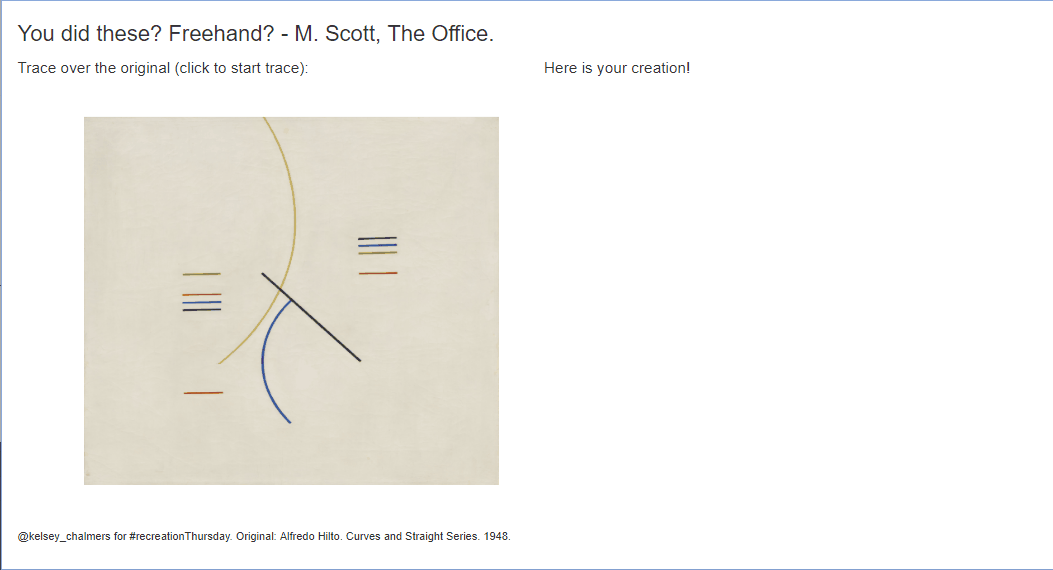 You did these? Freehand? - M. Scott, The Office.
Trace over the original (click to start trace):
Here is your creation!
@kelsey_chalmers for #recreationThursday. Original: Alfredo Hilto. Curves and Straight Series. 1948.